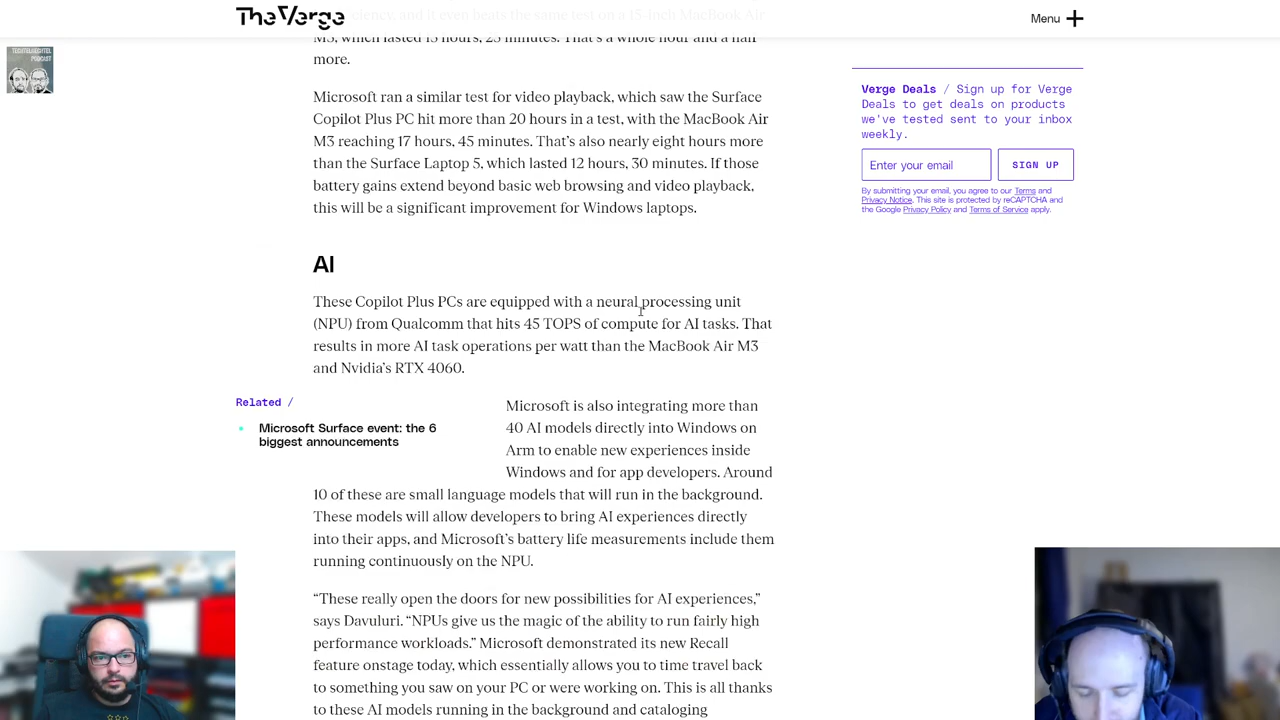 The Verge
Menu
TECHTELMECHTEL
PODCAST
ciency, and it even beats the same test on a 15-inch MacBook Air
M3, which lasted 15 hours, 25 minutes. That's a whole hour and a half
more.
Microsoft ran a similar test for video playback, which saw the Surface
Copilot Plus PC hit more than 20 hours in a test, with the MacBook Air
M3 reaching 17 hours, 45 minutes. That's also nearly eight hours more
than the Surface Laptop 5, which lasted 12 hours, 30 minutes. If those
battery gains extend beyond basic web browsing and video playback,
this will be a significant improvement for Windows laptops.
AI
These Copilot Plus PCs are equipped with a neural processing unit
(NPU) from Qualcomm that hits 45 TOPS of compute for AI tasks. That
results in more AI task operations per watt than the MacBook Air M3
and Nvidia's RTX 4060.
Related /
Microsoft Surface event: the 6
biggest announcements
Microsoft is also integrating more than
40 AI models directly into Windows on
Arm to enable new experiences inside
Windows and for app developers. Around
10 of these are small language models that will run in the background.
These models will allow developers to bring AI experiences directly
into their apps, and Microsoft's battery life measurements include them
running continuously on the NPU.
“These really open the doors for new possibilities for AI experiences,”
says Davuluri. “NPUs give us the magic of the ability to run fairly high
performance workloads.” Microsoft demonstrated its new Recall
feature onstage today, which essentially allows you to time travel back
to something you saw on your PC or were working on. This is all thanks
to these AI models running in the background and cataloging
Verge Deals / Sign up for Verge
Deals to get deals on products
we've tested sent to your inbox
weekly.
Enter your email
SIGN UP
By submitting your email, you agree to our Terms and
Privacy Notice. This site is protected by reCAPTCHA and
the Google Privacy Policy and Terms of Service apply.